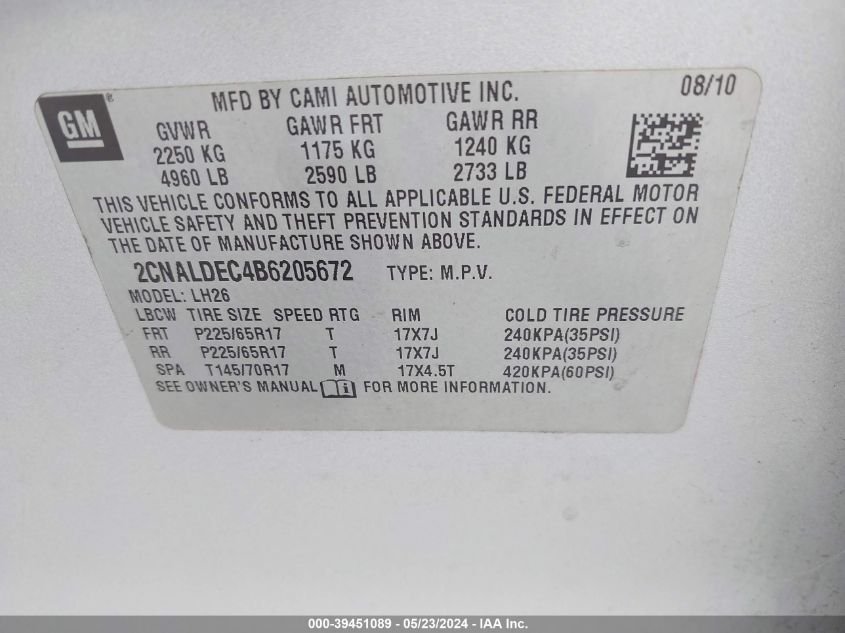 GM
®
MFD BY CAMI AUTOMOTIVE INC. 08/10
GVWR GAWR FRT GAWR RR
2250 KG 1175 KG 1240 KG
4960 LB 2590 LB 2733 LB
THIS VEHICLE CONFORMS TO ALL APPLICABLE U.S. FEDERAL MOTOR
VEHICLE SAFETY AND THEFT PREVENTION STANDARDS IN EFFECT ON
THE DATE OF MANUFACTURE SHOWN ABOVE.
2CNALDEC4B6205672 TYPE: M.P.V.
MODEL: LH26
LBCW TIRE SIZE SPEED RTG RIM COLD TIRE PRESSURE
FRT P225/65R17 T 17X7J 240KPA(35PSI)
RR P225/65R17 T 17X7J 240KPA(35PSI)
SPA T145/70R17 M 17X4.5T 420KPA(60PSI)
SEE OWNER'S MANUAL i FOR MORE INFORMATION.
000-39451089 - 05/23/2024 - IAA Inc.